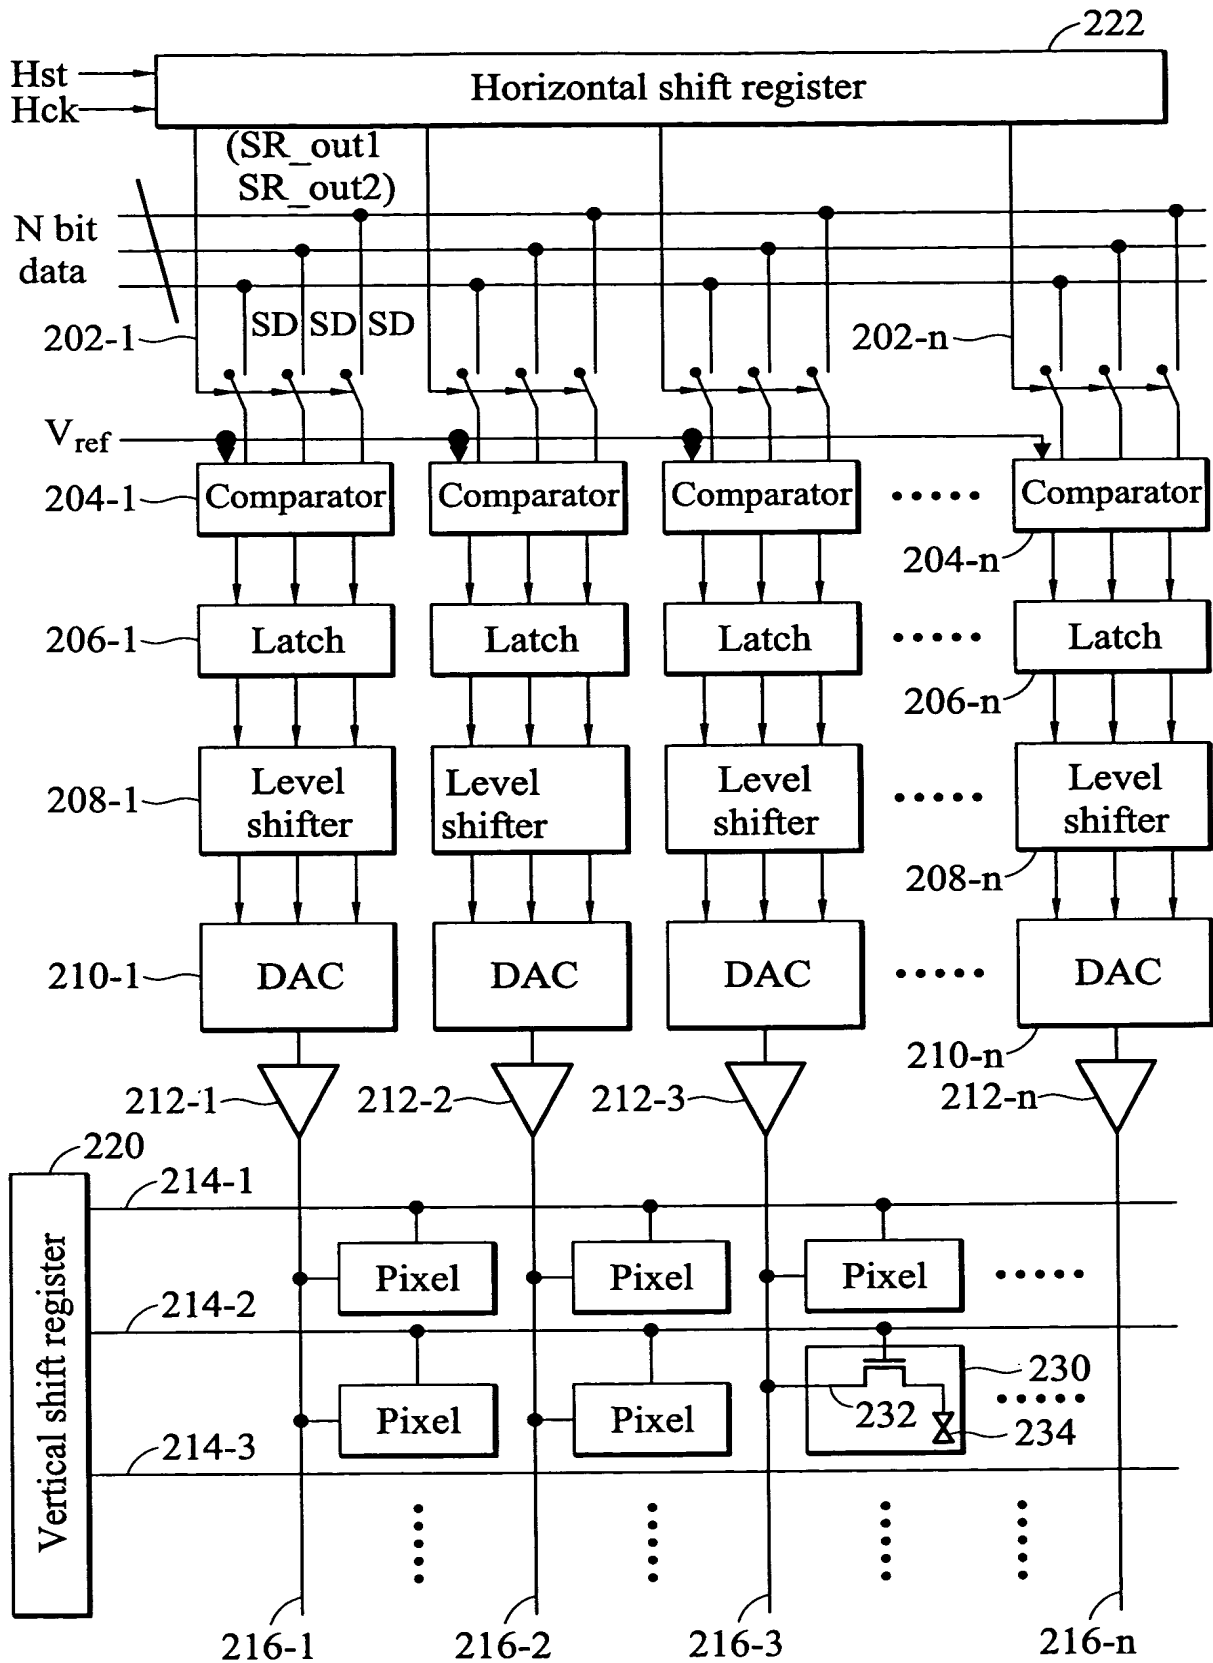 222
Hst
Horizontal shift register
Hck
(SR_out1
SR_out2)
N bit
data
SD SD SD
202-1
202-n
Vref
204-1
Comparator Comparator Comparator Comparator
204-n
206-1
Latch Latch Latch Latch
206-n
208-1
Level shifter
Level shifter
Level shifter
Level shifter
208-n
210-1
DAC DAC DAC DAC
210-n
212-1 212-2 212-3 212-n
220
214-1
Vertical shift register
Pixel Pixel Pixel
214-2
230
Pixel Pixel
232 234
214-3
216-1 216-2 216-3 216-n